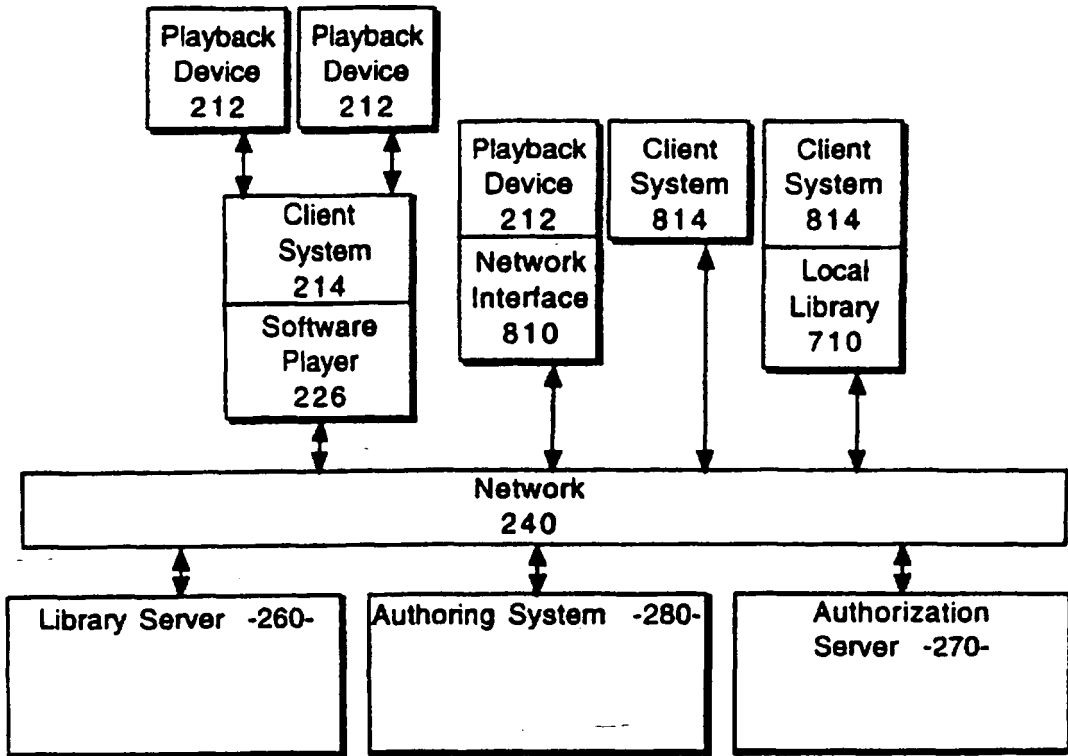 Playback
Device
212
Playback
Device
212
Client
System
214
Software
Player
226
Playback
Device
212
Network
Interface
810
Client
System
814
Client
System
814
Local
Library
710
Network
240
Library Server -260-
Authoring System -280-
Authorization
Server -270-